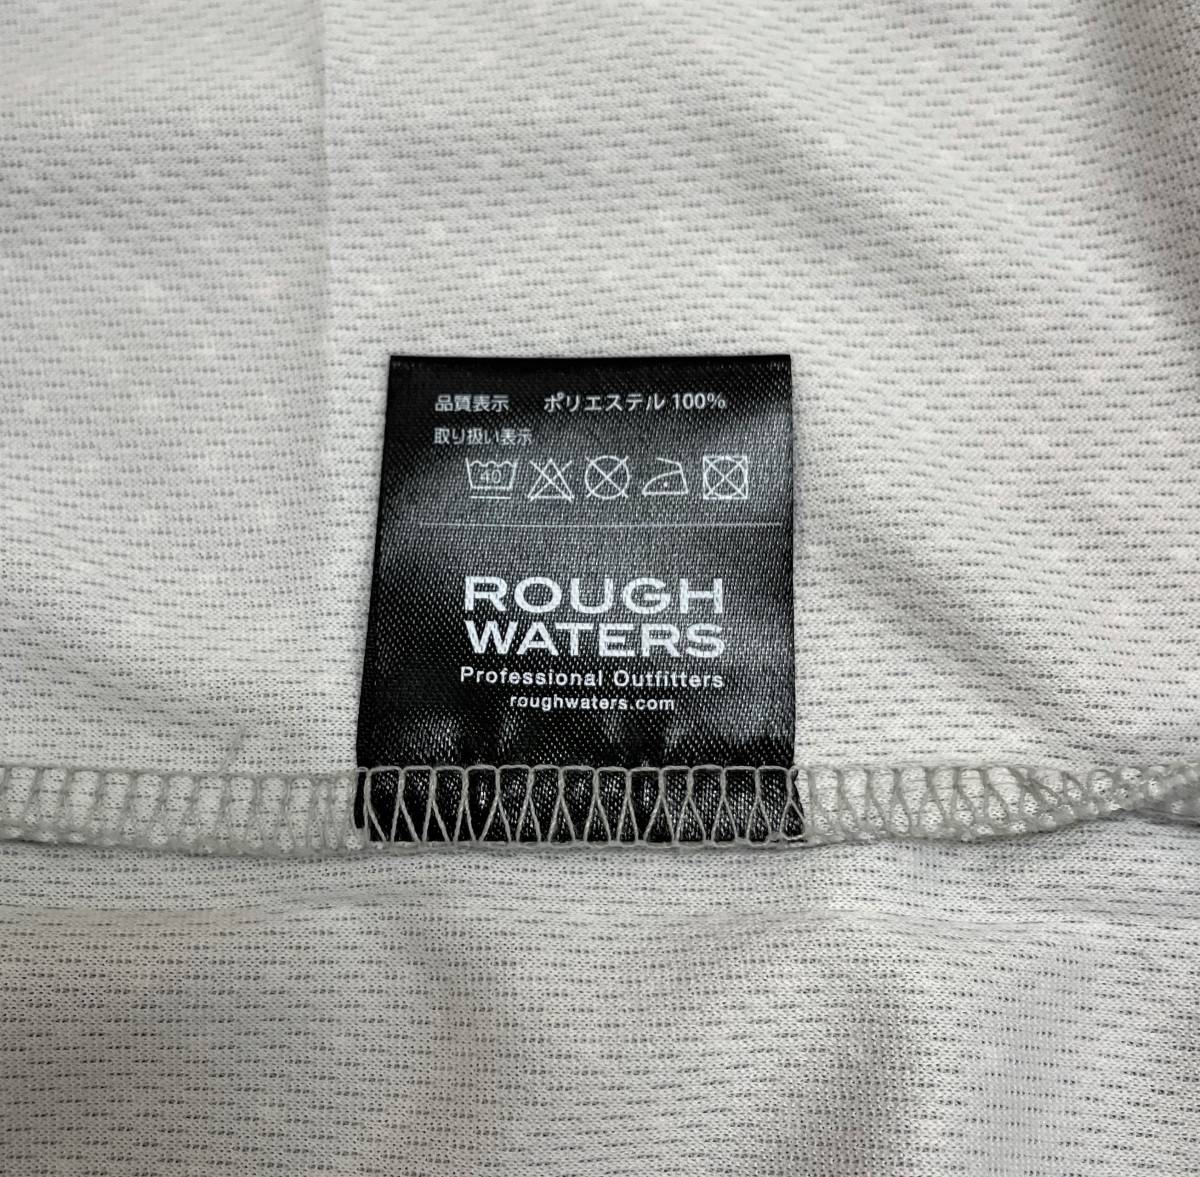 品質表示 ポリエステル 100%
取り扱い表示
40
ROUGH
WATERS
Professional Outfitters
roughwaters.com